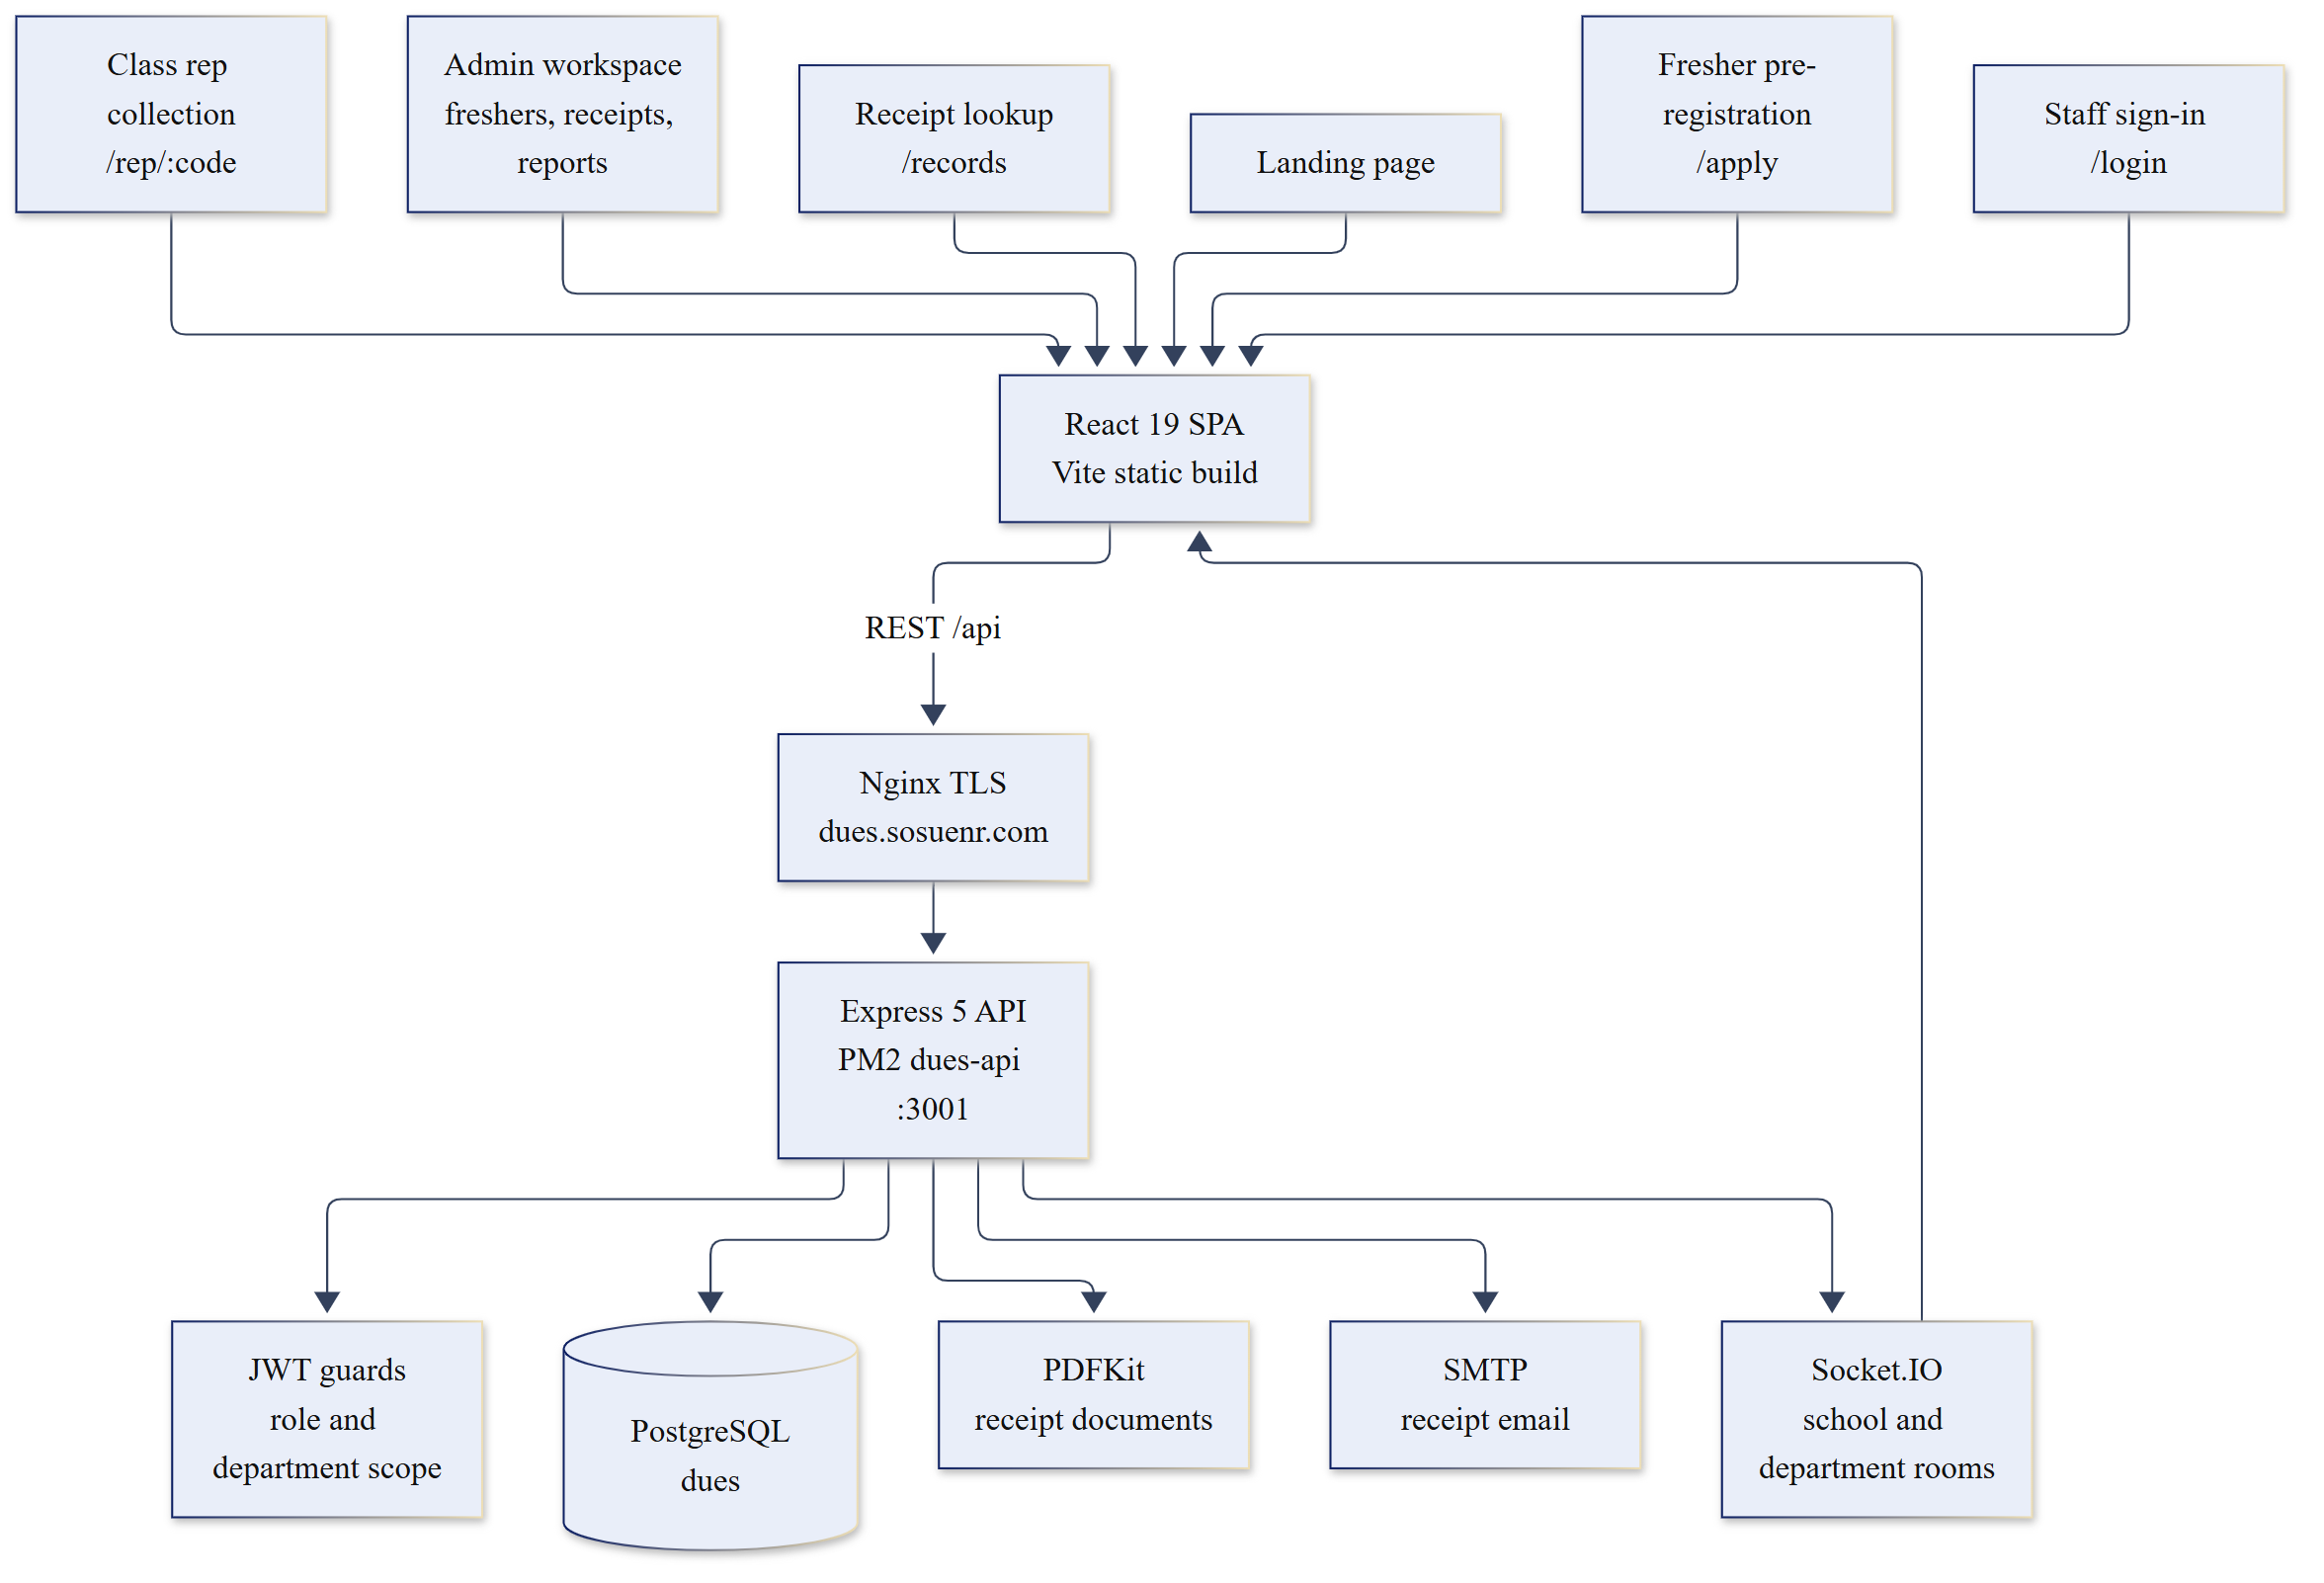 Class rep
collection
/rep/:code
Admin workspace
freshers, receipts,
reports
Receipt lookup
/records
Landing page
Fresher pre-
registration
/apply
Staff sign-in
/login
React 19 SPA
Vite static build
REST /api
Nginx TLS
dues.sosuenr.com
Express 5 API
PM2 dues-api
:3001
JWT guards
role and
department scope
PostgreSQL
dues
PDFKit
receipt documents
SMTP
receipt email
Socket.IO
school and
department rooms